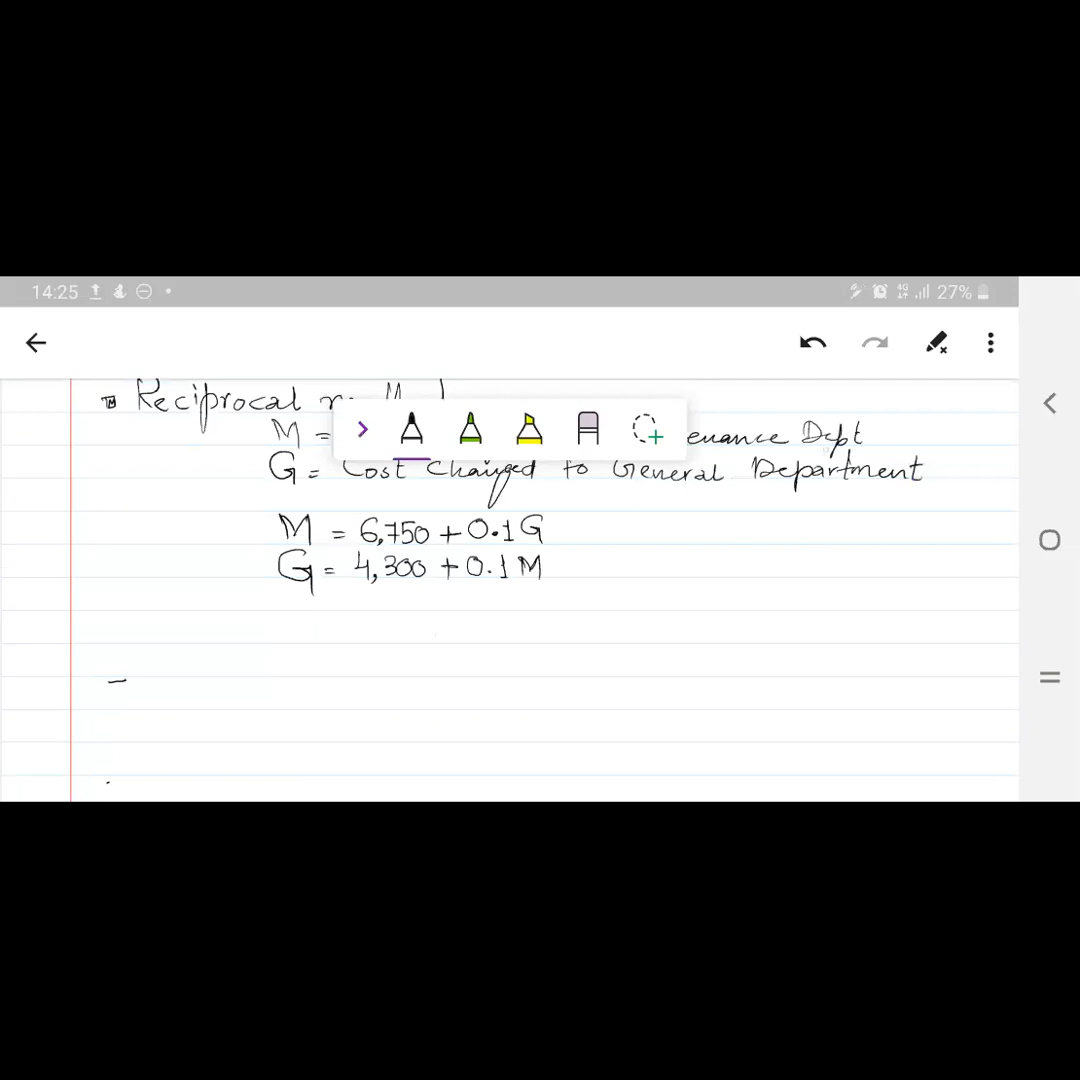 14:25 27%
Reciprocal
M = enance Dept
G = Cost Charged to General Department
M = 6,750 + 0.1 G
G = 4,300 + 0.1 M